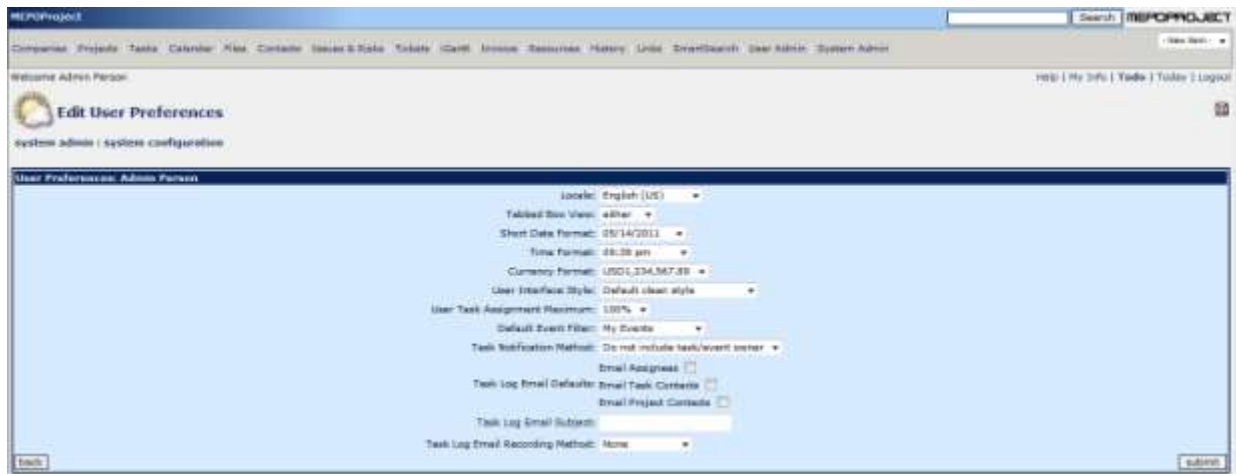 MEPOProject
Search MEPOPROJECT
Companies Projects Tasks Calendar Files Contacts Issues & Risks Tickets Gantt Invoice Resources History Links SmartSearch User Admin System Admin
- New Item -
Welcome Admin Person
Help | My Info | Todo | Today | Logout
Edit User Preferences
system admin : system configuration
User Preferences: Admin Person
Locale: English (US)
Tabbed Box View: either
Short Date Format: 05/14/2011
Time Format: pm
Currency Format: USD1,234,567.89
User Interface Style: Default clean style
User Task Assignment Maximum: 100%
Default Event Filter: My Events
Task Notification Method: Do not include task/event owner
Email Assignees
Task Log Email Defaults: Email Task Contacts
Email Project Contacts
Task Log Email Subject:
Task Log Email Recording Method: None
back
submit